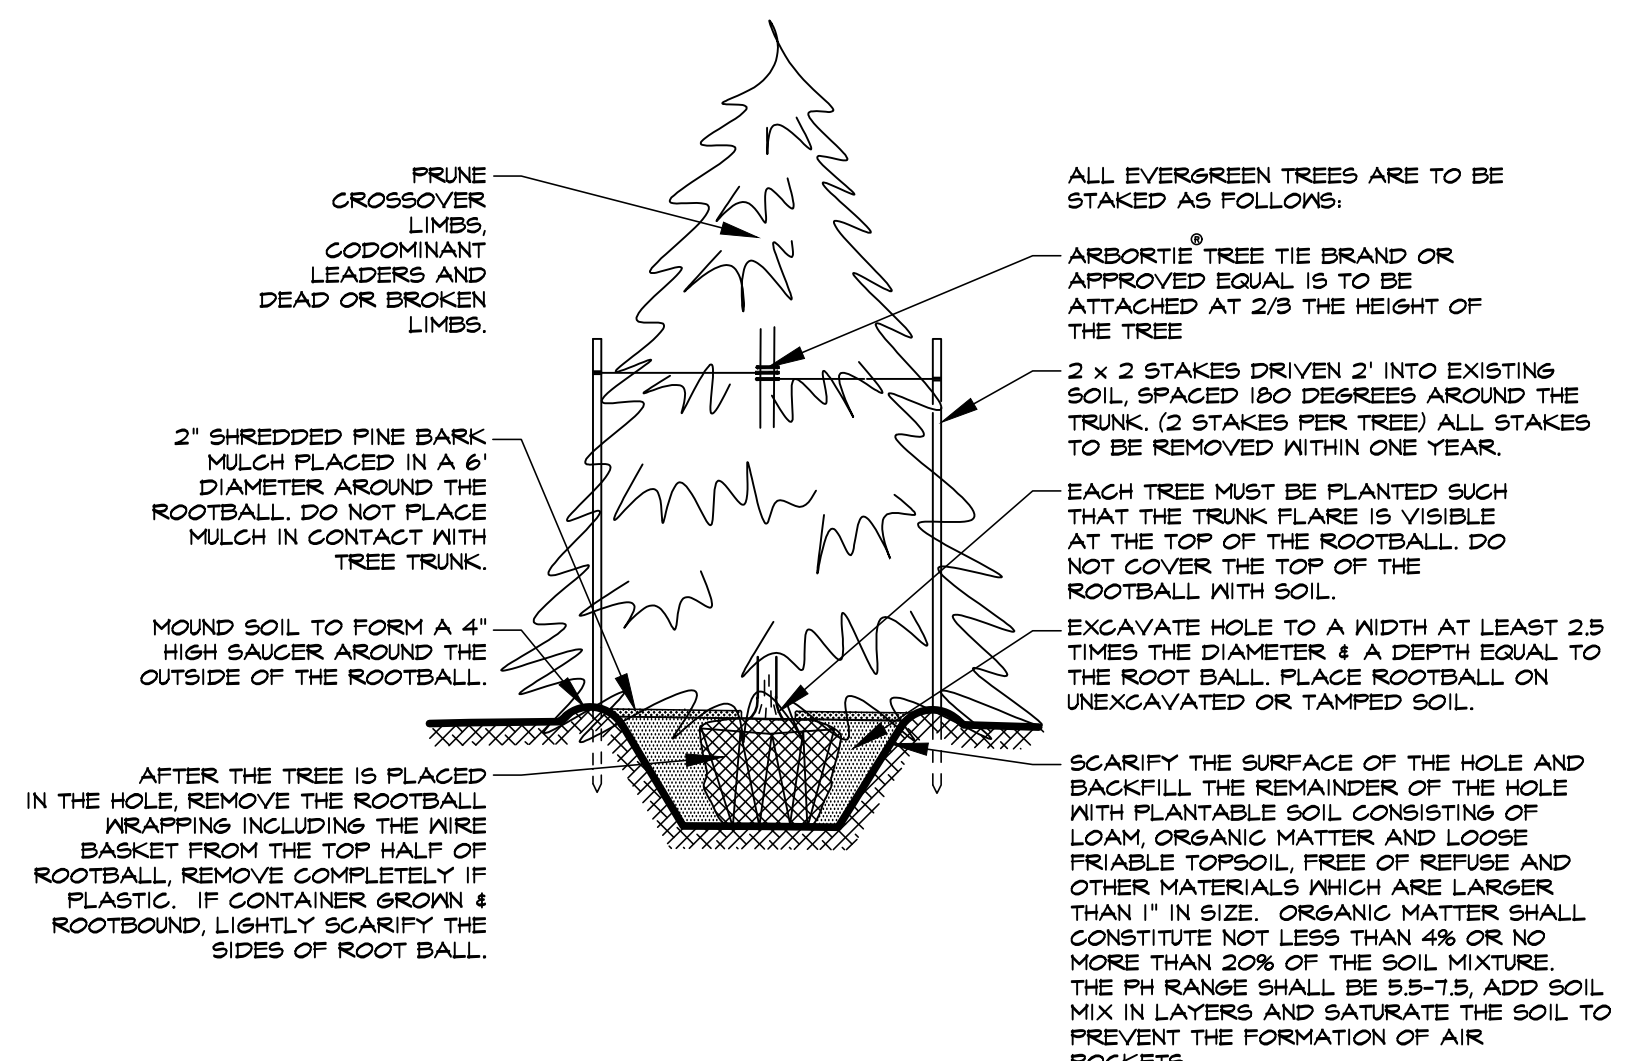 PRUNE
CROSSOVER
LIMBS,
CODOMINANT
LEADERS AND
DEAD OR BROKEN
LIMBS.
2" SHREDDED PINE BARK
MULCH PLACED IN A 6'
DIAMETER AROUND THE
ROOTBALL. DO NOT PLACE
MULCH IN CONTACT WITH
TREE TRUNK.
MOUND SOIL TO FORM A 4"
HIGH SAUCER AROUND THE
OUTSIDE OF THE ROOTBALL.
AFTER THE TREE IS PLACED
IN THE HOLE, REMOVE THE ROOTBALL
WRAPPING INCLUDING THE WIRE
BASKET FROM THE TOP HALF OF
ROOTBALL, REMOVE COMPLETELY IF
PLASTIC. IF CONTAINER GROWN &
ROOTBOUND, LIGHTLY SCARIFY THE
SIDES OF ROOT BALL.
ALL EVERGREEN TREES ARE TO BE
STAKED AS FOLLOWS:
ARBORTIE® TREE TIE BRAND OR
APPROVED EQUAL IS TO BE
ATTACHED AT 2/3 THE HEIGHT OF
THE TREE
2 x 2 STAKES DRIVEN 2' INTO EXISTING
SOIL, SPACED 180 DEGREES AROUND THE
TRUNK. (2 STAKES PER TREE) ALL STAKES
TO BE REMOVED WITHIN ONE YEAR.
EACH TREE MUST BE PLANTED SUCH
THAT THE TRUNK FLARE IS VISIBLE
AT THE TOP OF THE ROOTBALL. DO
NOT COVER THE TOP OF THE
ROOTBALL WITH SOIL.
EXCAVATE HOLE TO A WIDTH AT LEAST 2.5
TIMES THE DIAMETER & A DEPTH EQUAL TO
THE ROOT BALL. PLACE ROOTBALL ON
UNEXCAVATED OR TAMPED SOIL.
SCARIFY THE SURFACE OF THE HOLE AND
BACKFILL THE REMAINDER OF THE HOLE
WITH PLANTABLE SOIL CONSISTING OF
LOAM, ORGANIC MATTER AND LOOSE
FRIABLE TOPSOIL, FREE OF REFUSE AND
OTHER MATERIALS WHICH ARE LARGER
THAN 1" IN SIZE. ORGANIC MATTER SHALL
CONSTITUTE NOT LESS THAN 4% OR NO
MORE THAN 20% OF THE SOIL MIXTURE.
THE PH RANGE SHALL BE 5.5-7.5, ADD SOIL
MIX IN LAYERS AND SATURATE THE SOIL TO
PREVENT THE FORMATION OF AIR